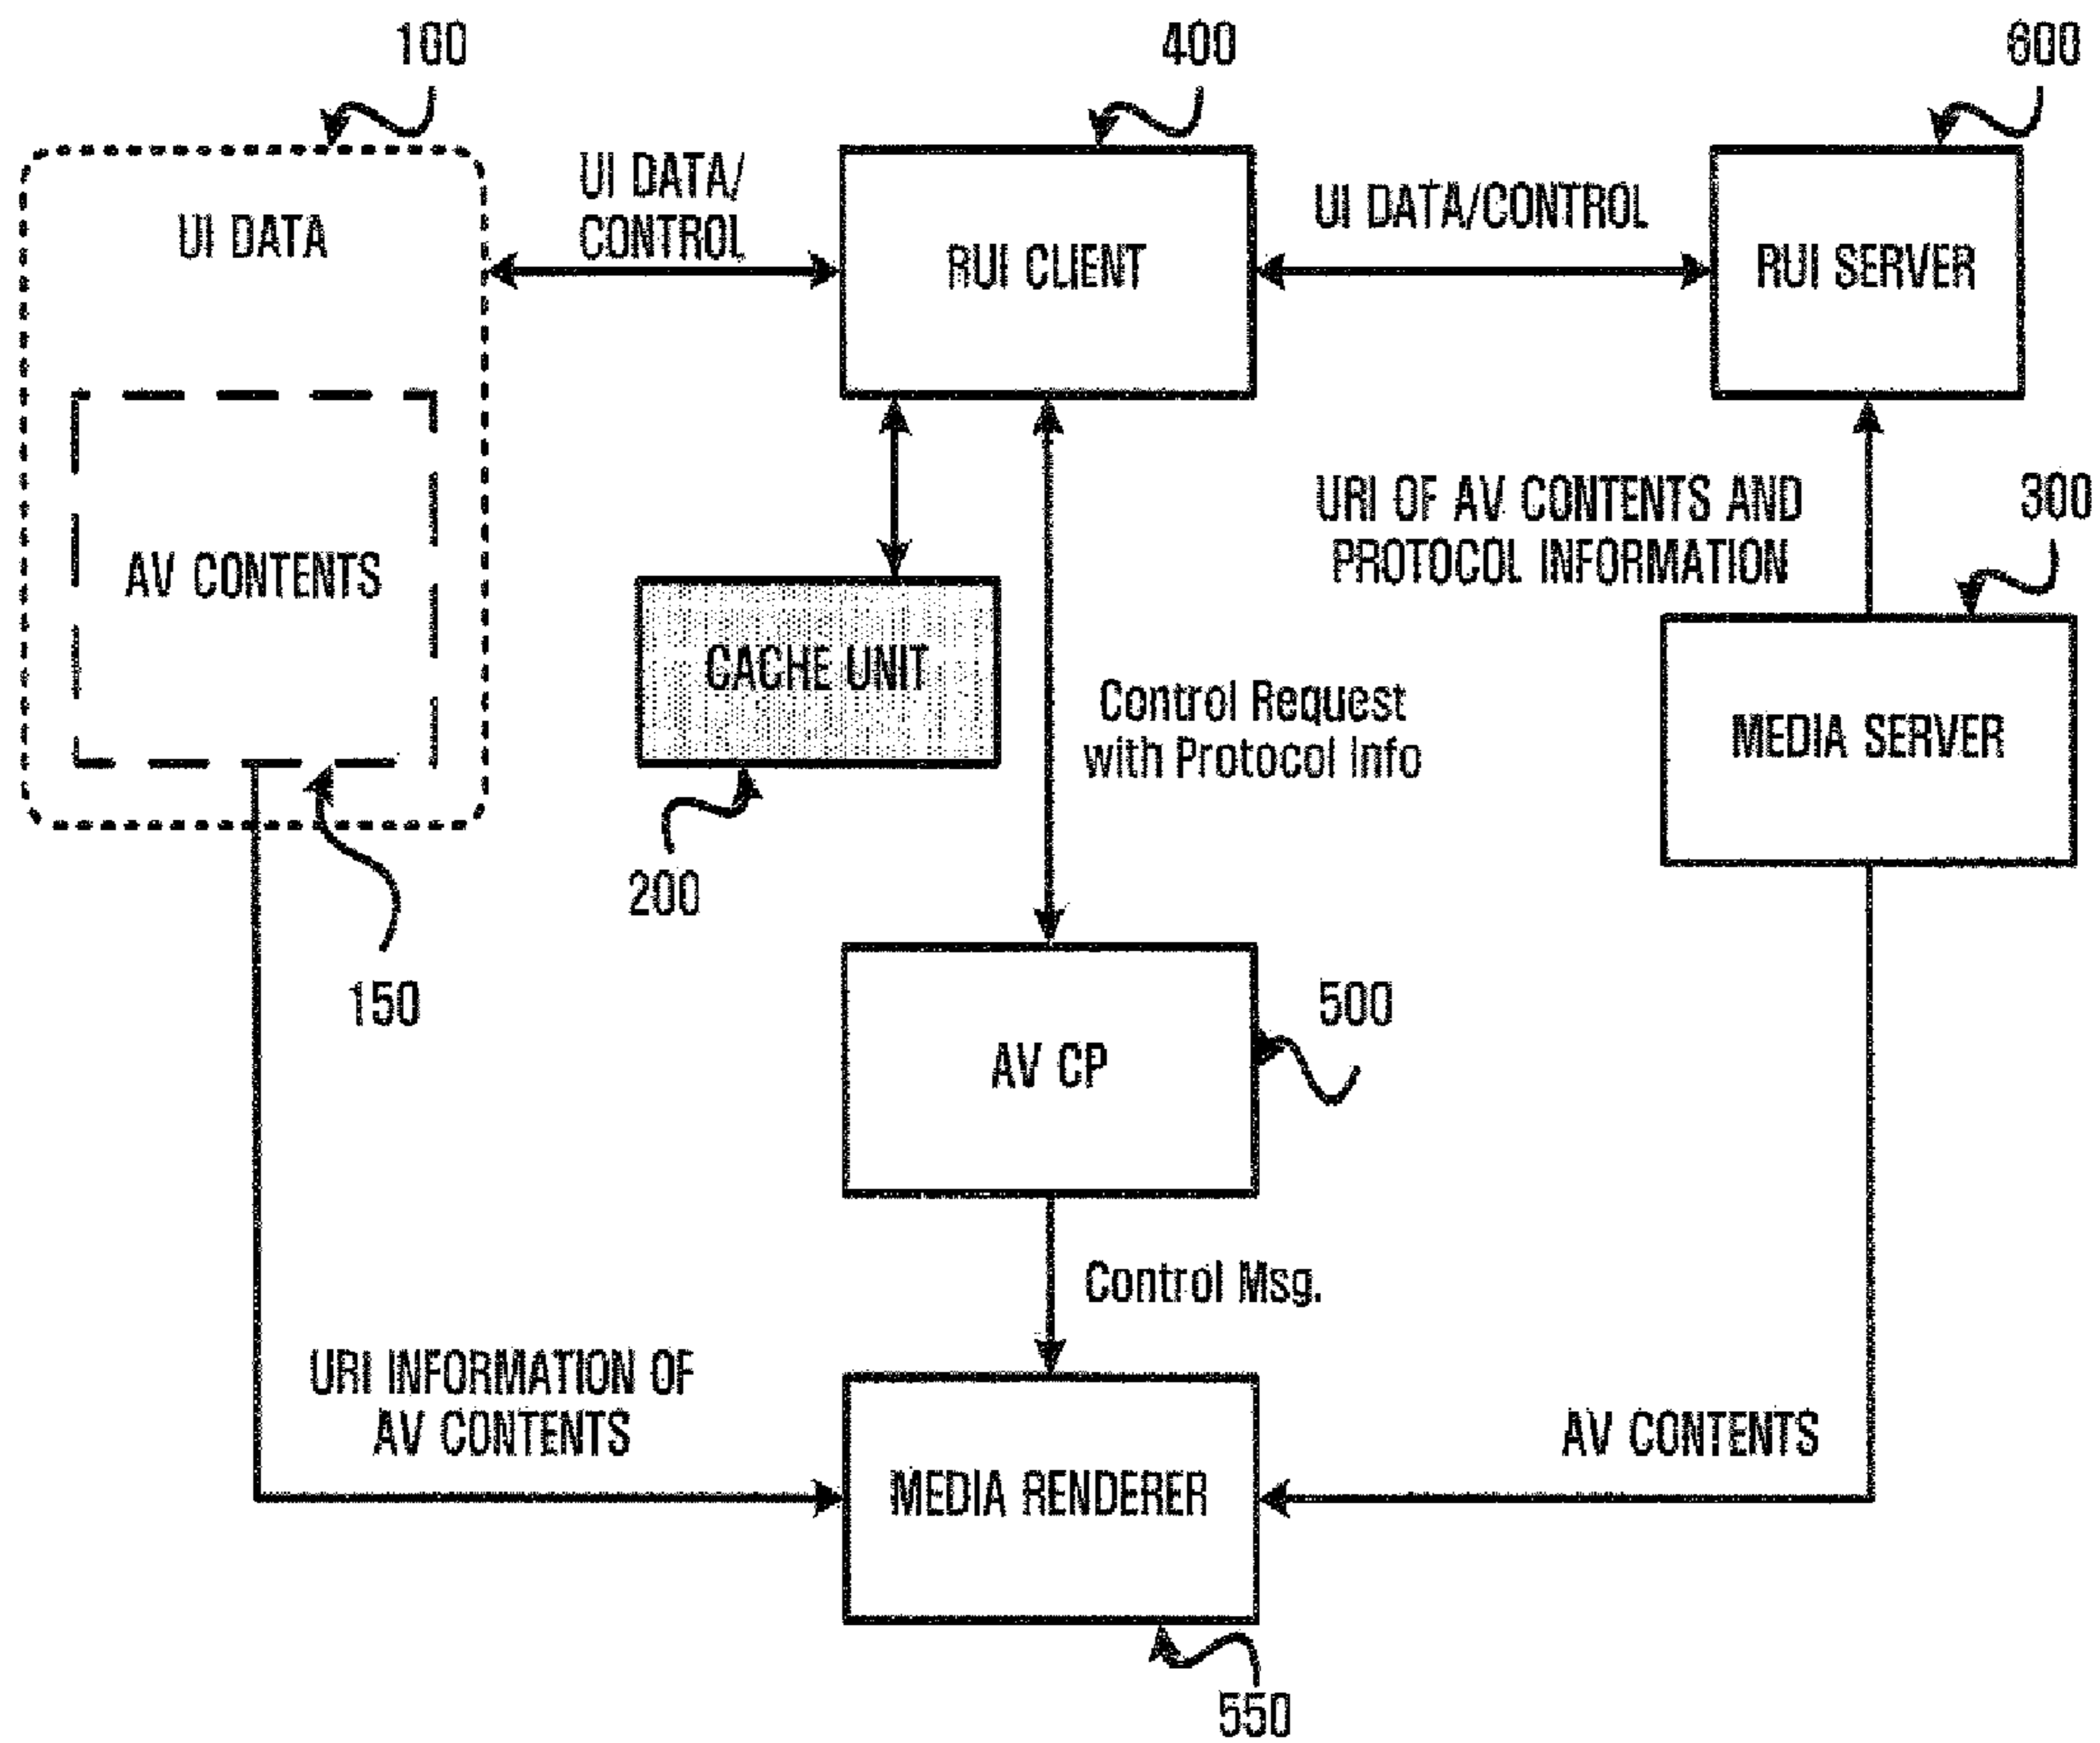 100
400
600
UI DATA
UI DATA/
CONTROL
RUI CLIENT
UI DATA/CONTROL
RUI SERVER
AV CONTENTS
CACHE UNIT
200
150
Control Request
with Protocol Info
URI OF AV CONTENTS AND
PROTOCOL INFORMATION
300
MEDIA SERVER
AV CP
500
Control Msg.
URI INFORMATION OF
AV CONTENTS
MEDIA RENDERER
AV CONTENTS
550